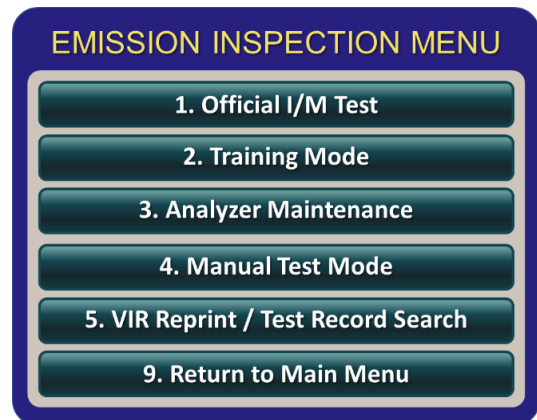 EMISSION INSPECTION MENU
1. Official I/M Test
2. Training Mode
3. Analyzer Maintenance
4. Manual Test Mode
5. VIR Reprint / Test Record Search
9. Return to Main Menu